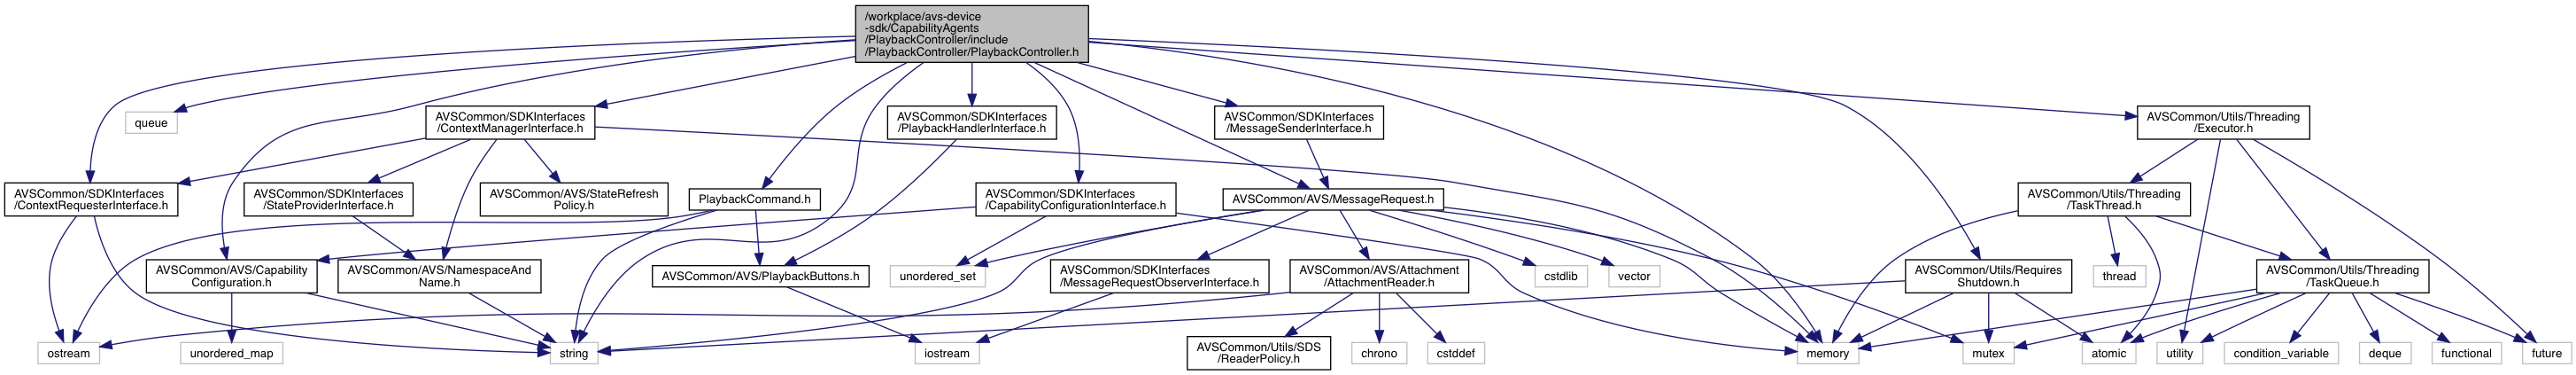 /workplace/avs-device
-sdk/CapabilityAgents
/PlaybackController/include
/PlaybackController/PlaybackController.h
queue
AVSCommon/SDKInterfaces
/ContextManagerInterface.h
AVSCommon/SDKInterfaces
/PlaybackHandlerInterface.h
AVSCommon/SDKInterfaces
/MessageSenderInterface.h
AVSCommon/Utils/Threading
/Executor.h
AVSCommon/SDKInterfaces
/ContextRequesterInterface.h
AVSCommon/SDKInterfaces
/StateProviderInterface.h
AVSCommon/AVS/StateRefresh
Policy.h
PlaybackCommand.h
AVSCommon/SDKInterfaces
/CapabilityConfigurationInterface.h
AVSCommon/AVS/MessageRequest.h
AVSCommon/Utils/Threading
/TaskThread.h
AVSCommon/AVS/Capability
Configuration.h
AVSCommon/AVS/NamespaceAnd
Name.h
AVSCommon/AVS/PlaybackButtons.h
unordered_set
AVSCommon/SDKInterfaces
/MessageRequestObserverInterface.h
AVSCommon/AVS/Attachment
/AttachmentReader.h
cstdlib
vector
AVSCommon/Utils/Requires
Shutdown.h
thread
AVSCommon/Utils/Threading
/TaskQueue.h
ostream
unordered_map
string
iostream
AVSCommon/Utils/SDS
/ReaderPolicy.h
chrono
cstddef
memory
mutex
atomic
utility
condition_variable
deque
functional
future